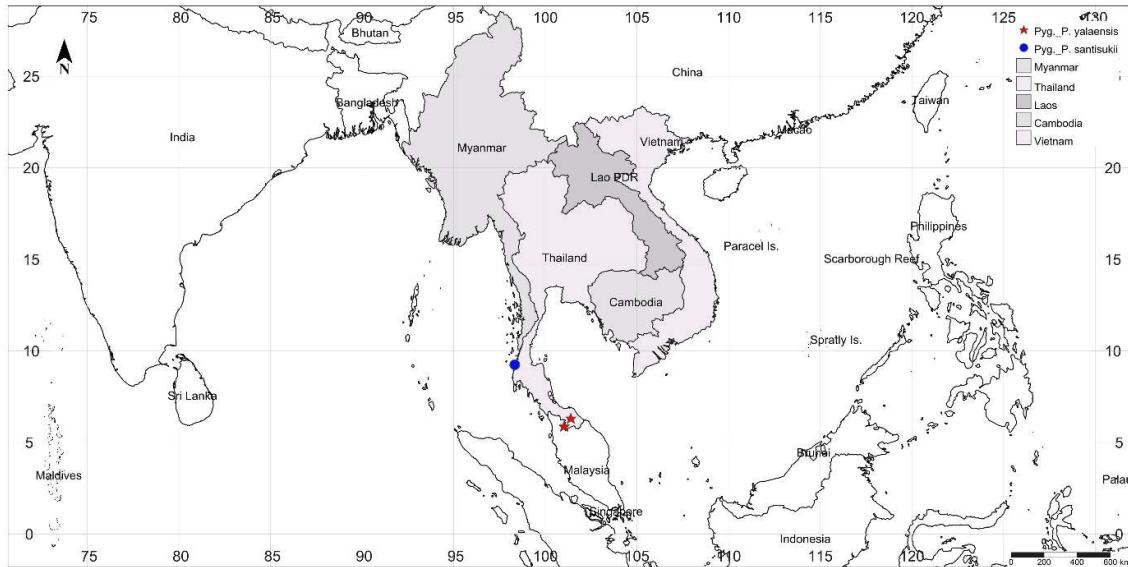 75 80 85 90 95 100 105 110 115 120 125 130
N
Bhutan
Pyg._P. yalaensis
Pyg._P. santisukii
Myanmar
Thailand
Laos
Cambodia
Vietnam
25 China
Bangladesh Taiwan
India Macao
Myanmar Vietnam
20 20
Lao PDR
Philippines
Paracel Is.
15 Thailand Scarborough Reef 15
Cambodia
10 Spratly Is. 10
Sri Lanka
5 5
Maldives Malaysia Brunei
Singapore
0 Indonesia 0
75 80 85 90 95 100 105 110 115 120
200 400 600 km